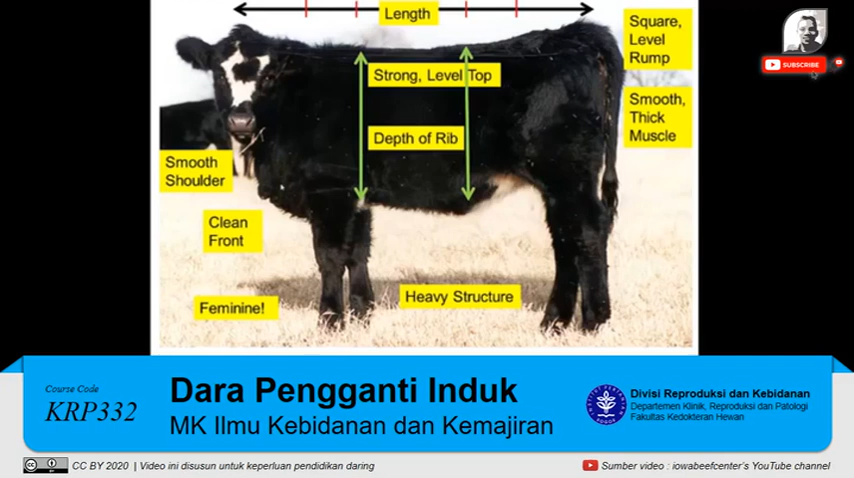 Length
Square,
Level
Rump
SUBSCRIBE
Strong, Level Top
Smooth,
Thick
Muscle
Depth of Rib
Smooth
Shoulder
Clean
Front
Feminine!
Heavy Structure
Course Code
KRP332
Dara Pengganti Induk
MK Ilmu Kebidanan dan Kemajiran
Divisi Reproduksi dan Kebidanan
Departemen Klinik, Reproduksi dan Patologi
Fakultas Kedokteran Hewan
CC BY 2020 | Video ini disusun untuk keperluan pendidikan daring
Sumber video : iowabeefcenter's YouTube channel